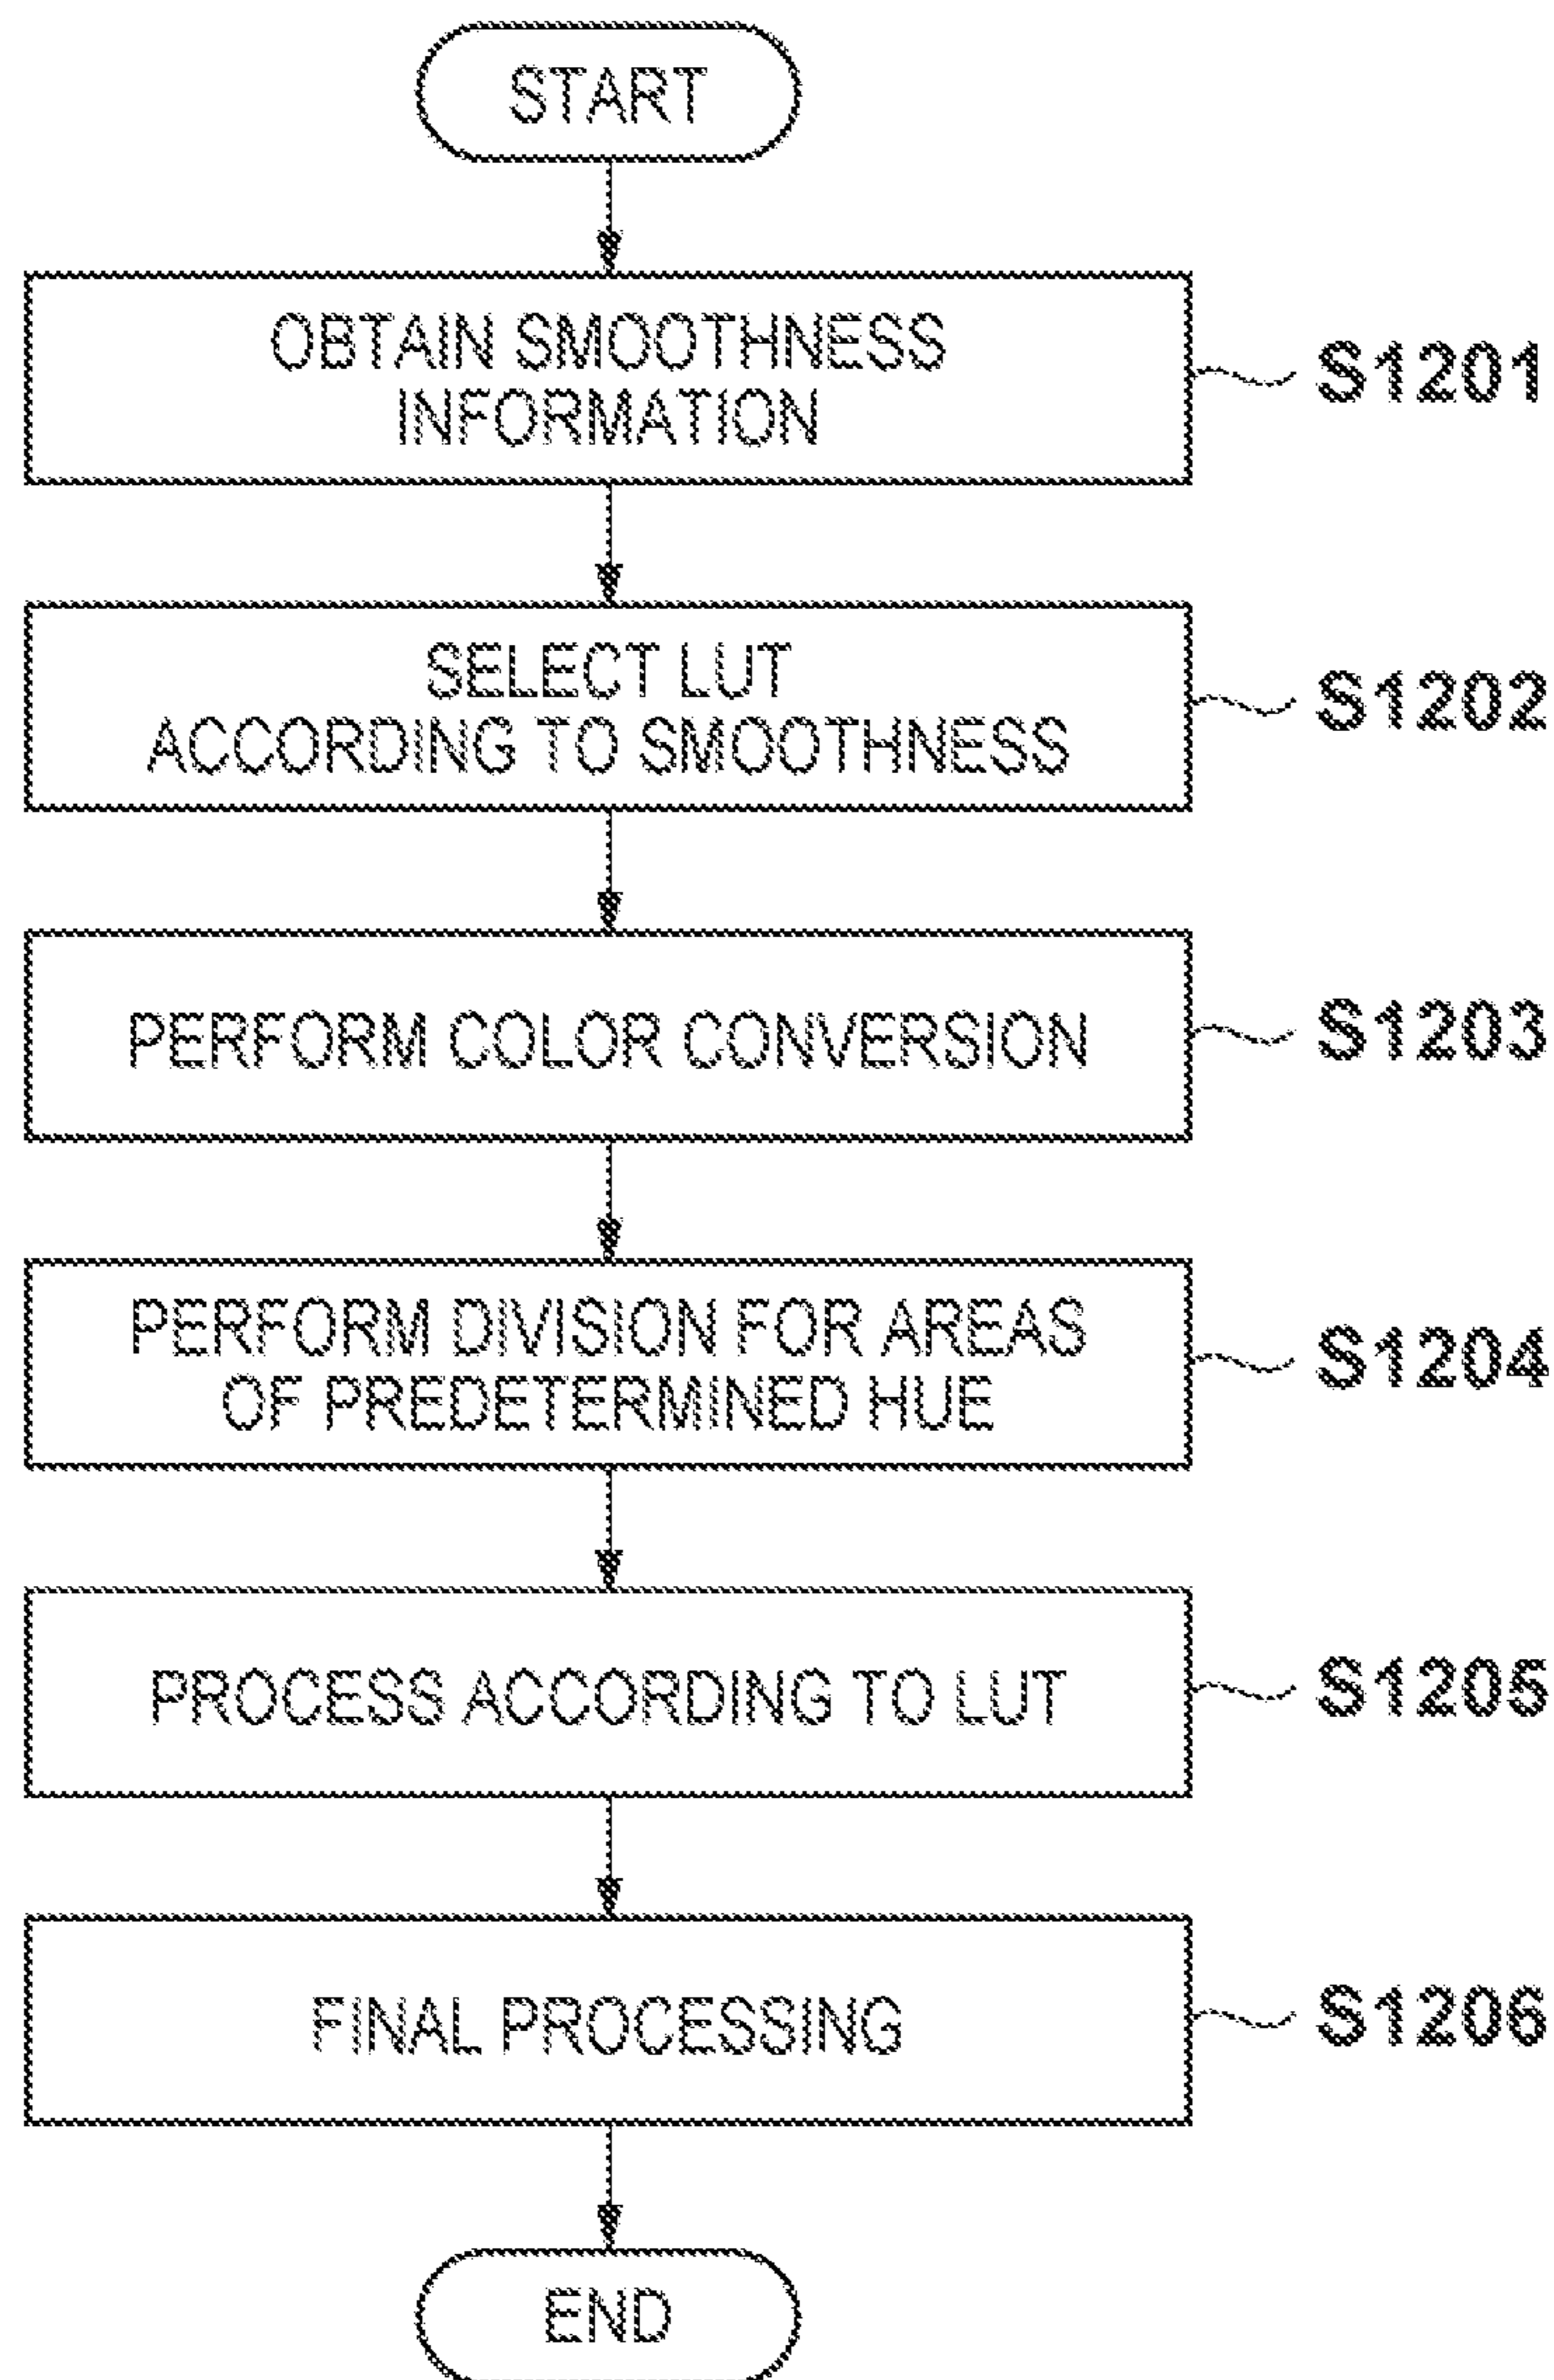 START
OBTAIN SMOOTHNESS
INFORMATION
S1201
SELECT LUT
ACCORDING TO SMOOTHNESS
S1202
PERFORM COLOR CONVERSION
S1203
PERFORM DIVISION FOR AREAS
OF PREDETERMINED HUE
S1204
PROCESS ACCORDING TO LUT
S1205
FINAL PROCESSING
S1206
END